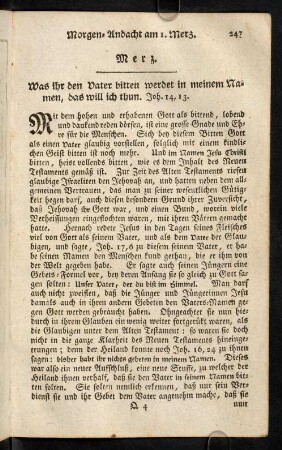 Morgen-Andacht am 1. Merz. 247
Merz.
Was ihr den Vater bitten werdet in meinem Na-
men, das will ich thun. Joh. 14, 13.
Mit dem hohen und erhabenen Gott als bittend, lobend
und dankend reden dörfen, ist eine grosse Gnade und Eh-
re für die Menschen. Sich bey diesem Bitten Gott
als einen Vater glaubig vorstellen, folglich mit einem kindli-
chen Geist bitten ist noch mehr. Und im Namen Jesu Christi
bitten, heist vollends bitten, wie es dem Inhalt des Neuen
Testaments gemäß ist. Zur Zeit des Alten Testaments riefen
glaubige Israeliten den Jehovah an, und hatten neben dem all-
gemeinen Vertrauen, das man zu seiner wesentlichen Gütig-
keit hegen darf, auch diesen besondern Grund ihrer Zuversicht,
daß Jehovah ihr Gott war, und einen Bund, worein viele
Verheissungen eingeflochten waren, mit ihren Vätern gemacht
hatte. Hernach redete Jesus in den Tagen seines Fleisches
viel von Gott als seinem Vater, und als dem Vater der Glau-
bigen, und sagte, Joh. 17, 6 zu diesem seinem Vater, er ha-
be seinen Namen den Menschen kund gethan, die er ihm von
der Welt gegeben habe. Er sagte auch seinen Jüngern eine
Gebets-Formel vor, bey deren Anfang sie so gleich zu Gott sa-
gen sollten: Unser Vater, der du bist im Himmel. Man darf
auch nicht zweiflen, daß die Jünger und Jüngerinnen Jesu
damals auch in ihren andern Gebeten den Vaters-Namen gegen
Gott werden gebraucht haben. Ohngeachtet sie nun hie-
durch in ihrer Erkenntnis ein wenig weiter fortgerückt waren, als
die Glaubigen unter dem Alten Testament: so waren sie doch
nicht in die ganze Klarheit des Neuen Testaments hineinge-
drungen; denn der Heiland konnte noch Joh. 16, 24 zu ihnen
sagen: bisher habt ihr nichts gebeten in meinem Namen. Dieses
war also ein neuer Aufschluß, eine neue Stuffe, zu welcher der
Heiland ihnen verhalf, daß sie den Vater in seinem Namen bit-
ten sollten. Sie sollten nemlich erkennen, daß nur sein Ver-
dienst sie und ihr Gebet dem Vater angenehm mache, daß sie
Q 4 nun